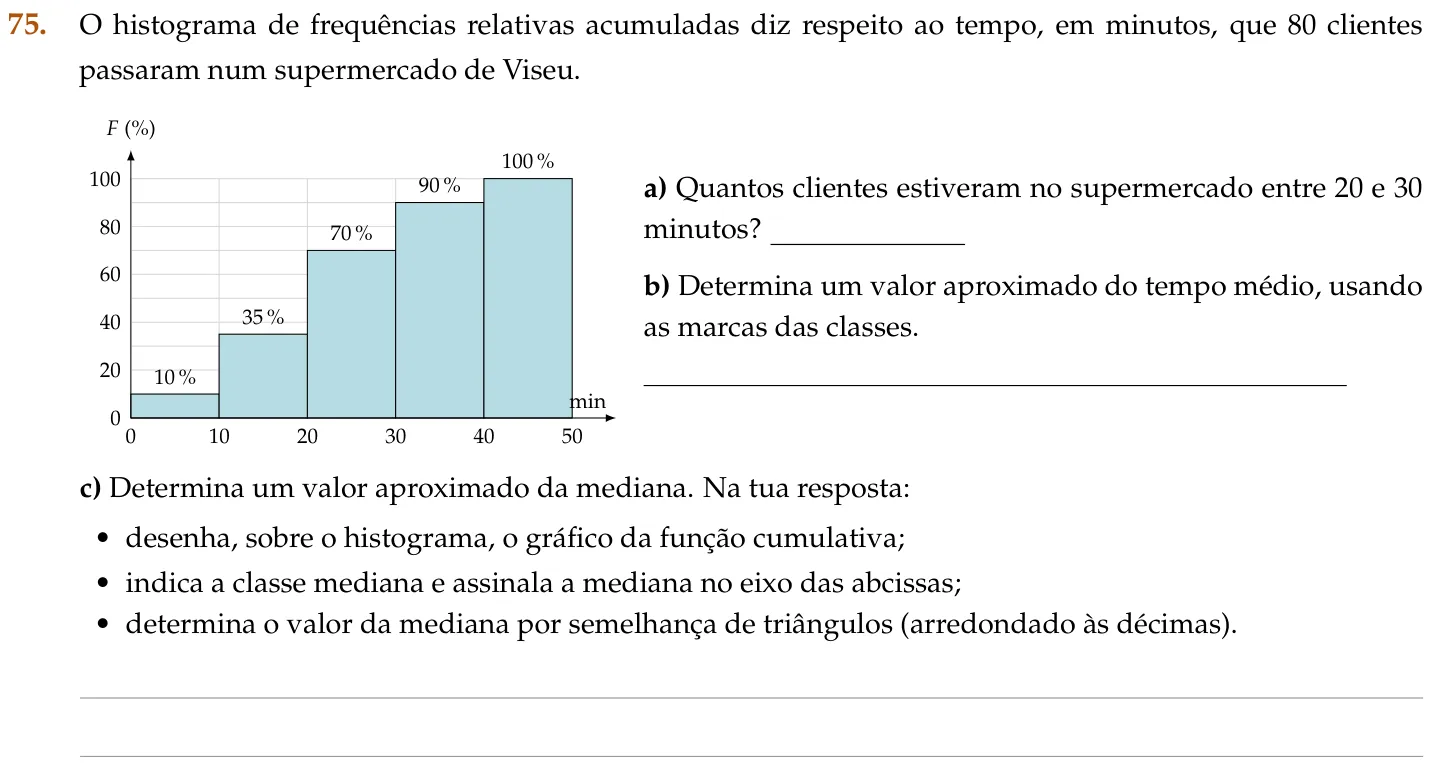 75. O histograma de frequências relativas acumuladas diz respeito ao tempo, em minutos, que 80 clientes
passaram num supermercado de Viseu.
F (%)
100
80
60
40
20
0
10 %
35 %
70 %
90 %
100 %
min
0 10 20 30 40 50
a) Quantos clientes estiveram no supermercado entre 20 e 30
minutos?
b) Determina um valor aproximado do tempo médio, usando
as marcas das classes.
c) Determina um valor aproximado da mediana. Na tua resposta:
• desenha, sobre o histograma, o gráfico da função cumulativa;
• indica a classe mediana e assinala a mediana no eixo das abcissas;
• determina o valor da mediana por semelhança de triângulos (arredondado às décimas).